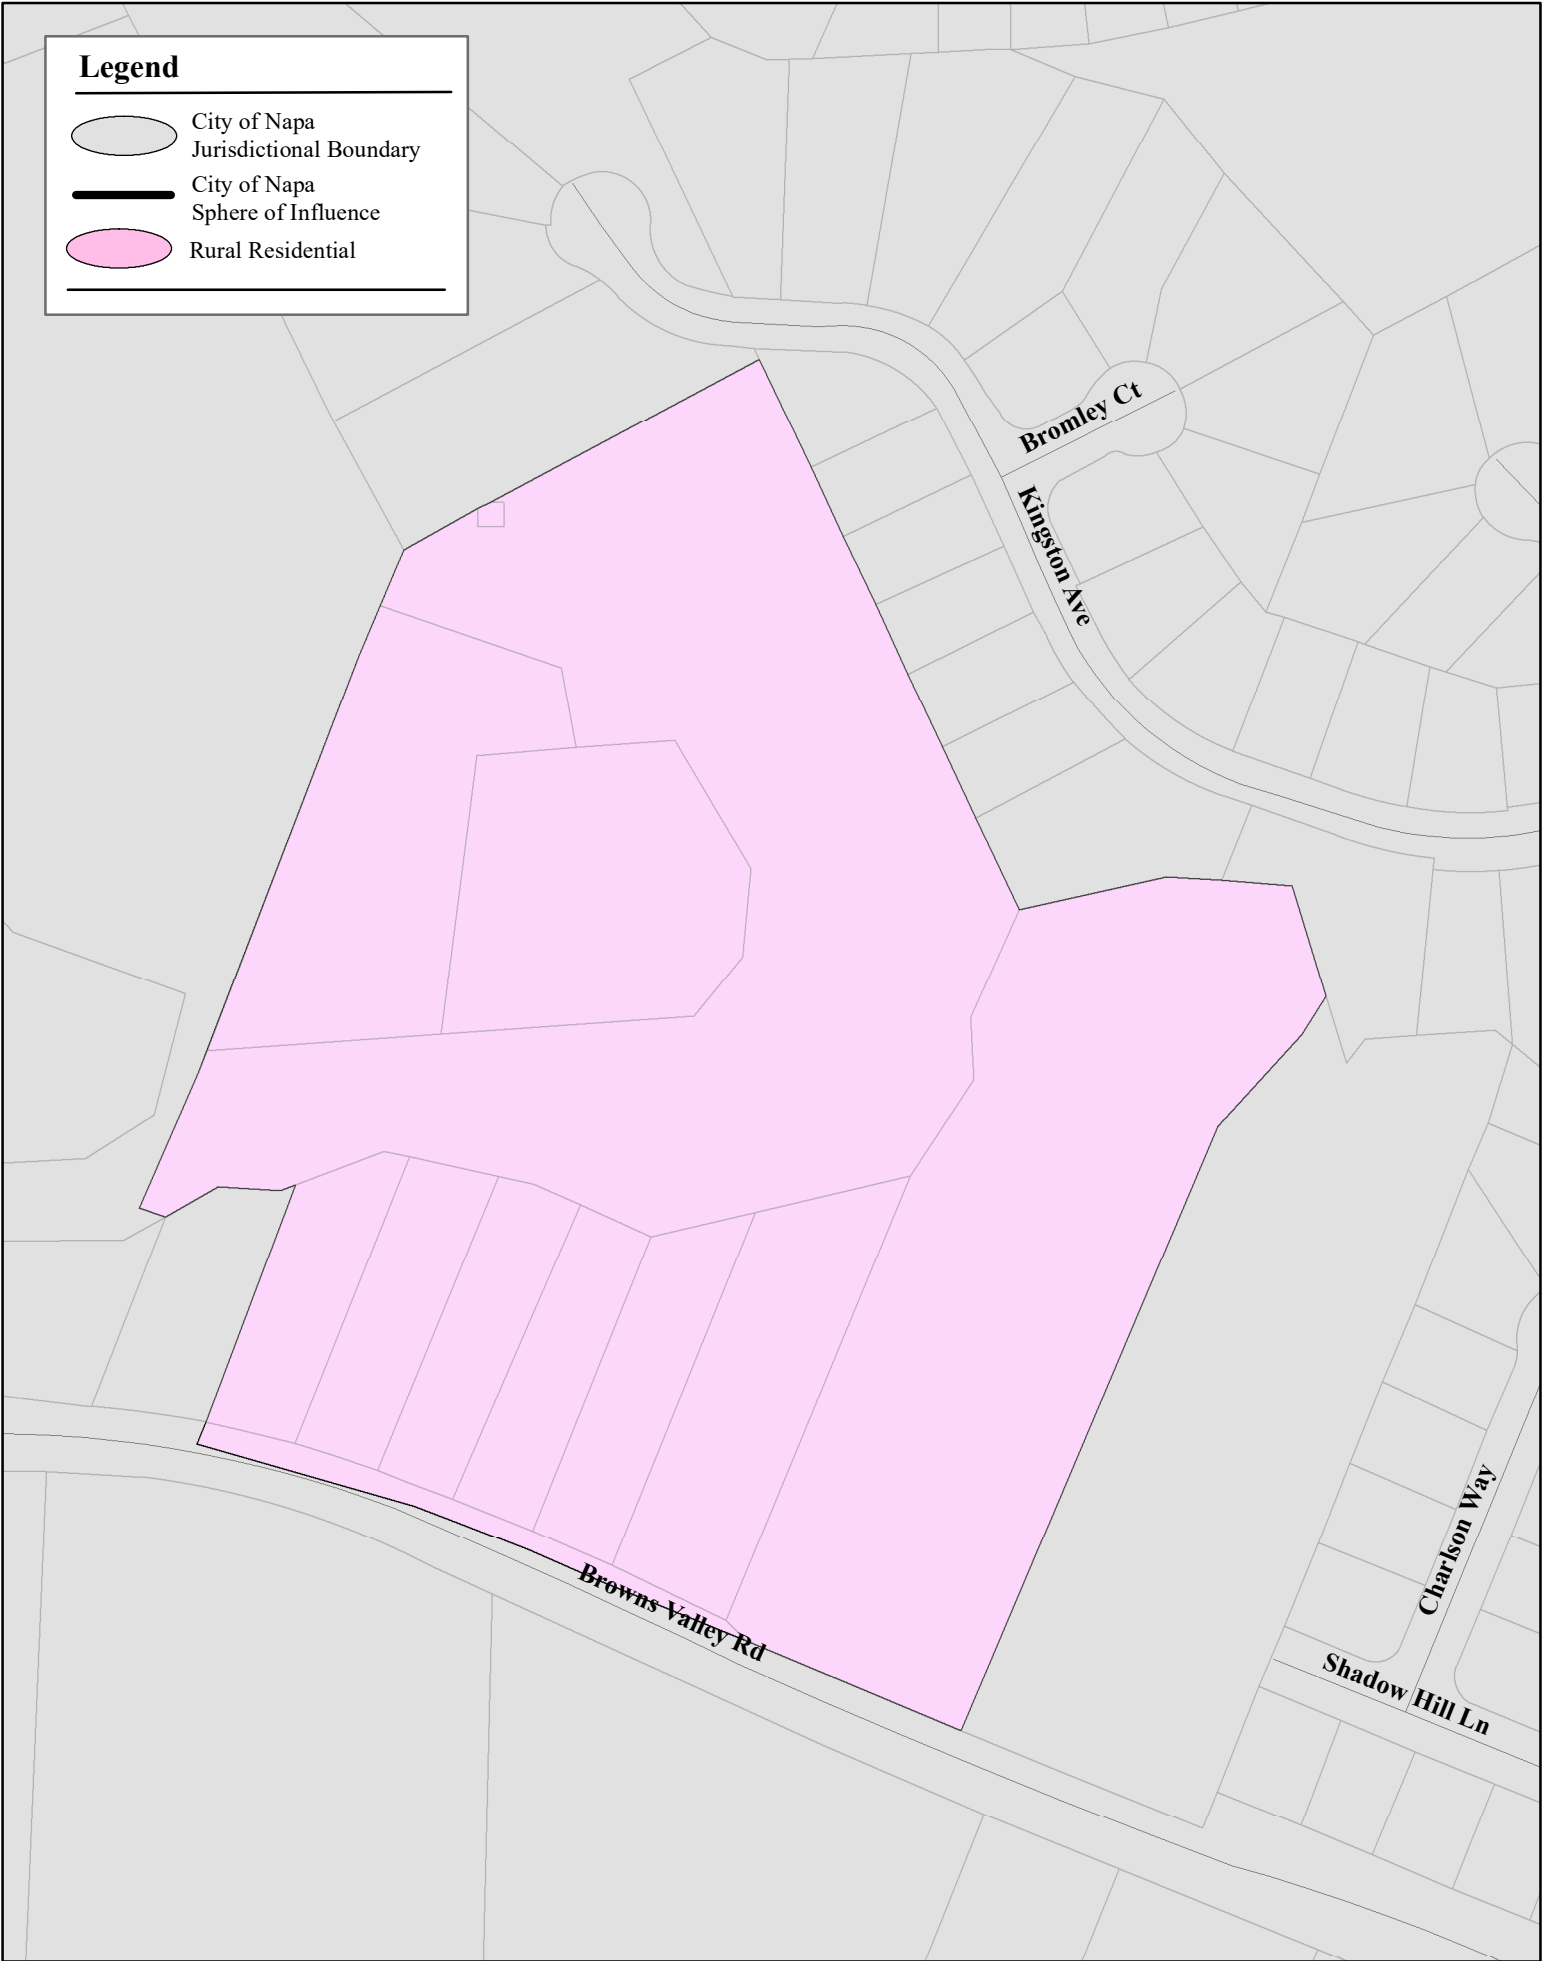 Legend
City of Napa
Jurisdictional Boundary
City of Napa
Sphere of Influence
Rural Residential
Bromley Ct
Kingston Ave
Charlson Way
Browns Valley Rd
Shadow Hill Ln